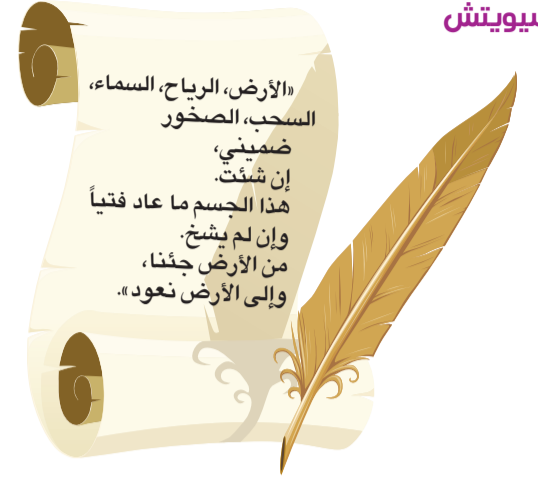 «الأرض، الرياح، السماء،
السحب، الصخور
ضميني،
إن شئت.
هذا الجسم ما عاد فتياً
وإن لم يشخ.
من الأرض جئنا،
وإلى الأرض نعود».